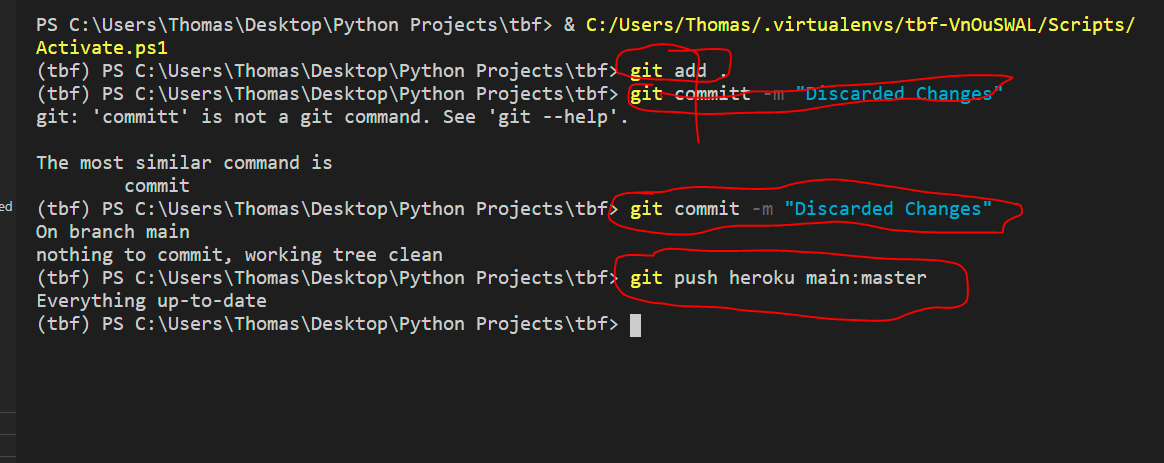 PS C:\Users\Thomas\Desktop\Python Projects\tbf> & C:/Users/Thomas/.virtualenvs/tbf-VnOuSWAL/Scripts/
Activate.ps1
(tbf) PS C:\Users\Thomas\Desktop\Python Projects\tbf> git add .
(tbf) PS C:\Users\Thomas\Desktop\Python Projects\tbf> git committ -m "Discarded Changes"
git: 'committ' is not a git command. See 'git --help'.
The most similar command is
commit
ed
(tbf) PS C:\Users\Thomas\Desktop\Python Projects\tbf> git commit -m "Discarded Changes"
On branch main
nothing to commit, working tree clean
(tbf) PS C:\Users\Thomas\Desktop\Python Projects\tbf> git push heroku main:master
Everything up-to-date
(tbf) PS C:\Users\Thomas\Desktop\Python Projects\tbf>